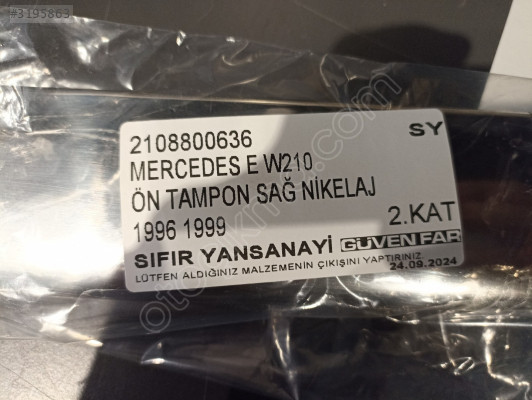 #3195863
2108800636
SY
MERCEDES E W210
ÖN TAMPON SAĞ NİKELAJ
1996 1999
2.KAT
SIFIR YANSANAYİ GÜVEN FAR
LÜTFEN ALDIĞINIZ MALZEMENİN ÇIKIŞINI YAPTIRINIZ
24.09.2024